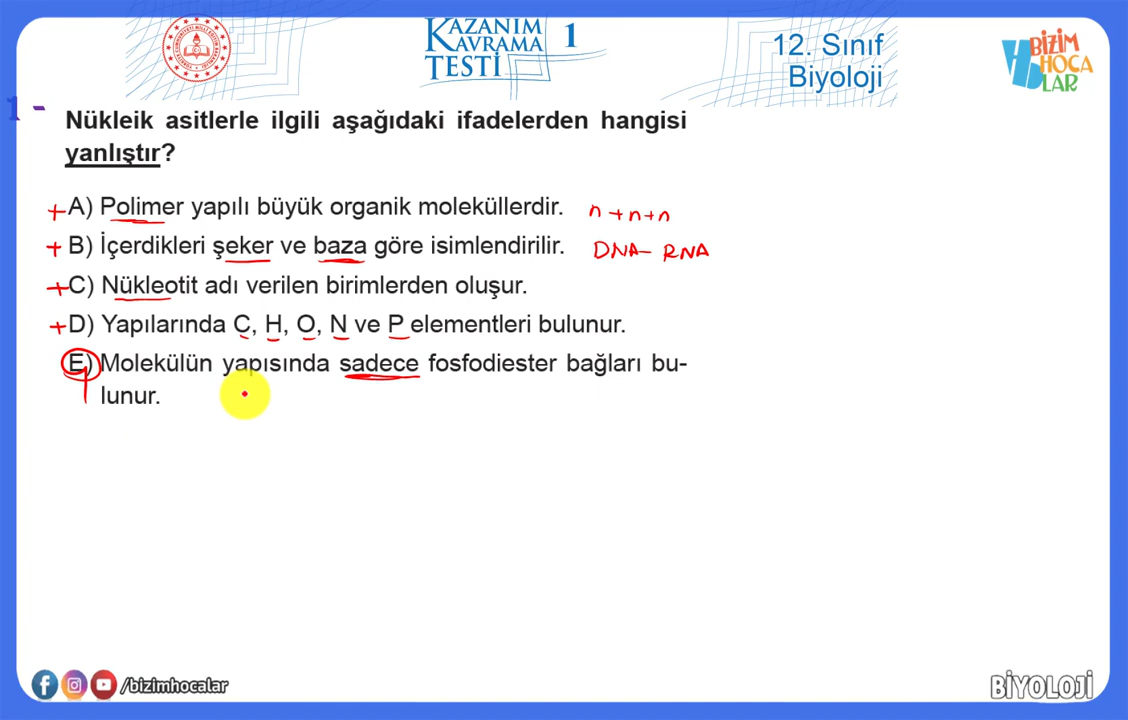 KAZANIM
KAVRAMA
TESTİ
1
12. Sınıf
Biyoloji
BİZİM
HOCA
LAR
1 -
Nükleik asitlerle ilgili aşağıdaki ifadelerden hangisi
yanlıştır?
+ A) Polimer yapılı büyük organik moleküllerdir. n + n + n
+ B) İçerdikleri şeker ve baza göre isimlendirilir. DNA - RNA
+ C) Nükleotit adı verilen birimlerden oluşur.
+ D) Yapılarında C, H, O, N ve P elementleri bulunur.
E) Molekülün yapısında sadece fosfodiester bağları bu-
lunur.
/bizimhocalar
BİYOLOJİ